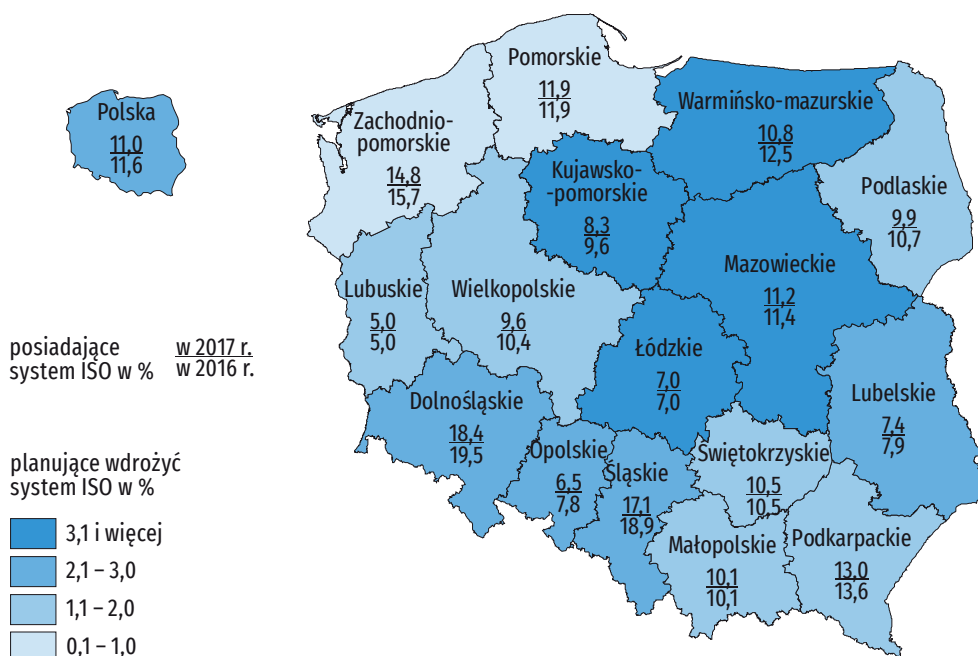 Polska
11,0
11,6
posiadające
system ISO w %
w 2017 r.
w 2016 r.
planujące wdrożyć
system ISO w %
3,1 i więcej
2,1 – 3,0
1,1 – 2,0
0,1 – 1,0
Pomorskie
11,9
11,9
Warmińsko-mazurskie
10,8
12,5
Zachodnio-
pomorskie
14,8
15,7
Kujawsko-
-pomorskie
8,3
9,6
Podlaskie
9,9
10,7
Mazowieckie
11,2
11,4
Lubuskie
5,0
5,0
Wielkopolskie
9,6
10,4
Łódzkie
7,0
7,0
Lubelskie
7,4
7,9
Dolnośląskie
18,4
19,5
Opolskie
6,5
7,8
Śląskie
17,1
18,9
Świętokrzyskie
10,5
10,5
Małopolskie
10,1
10,1
Podkarpackie
13,0
13,6